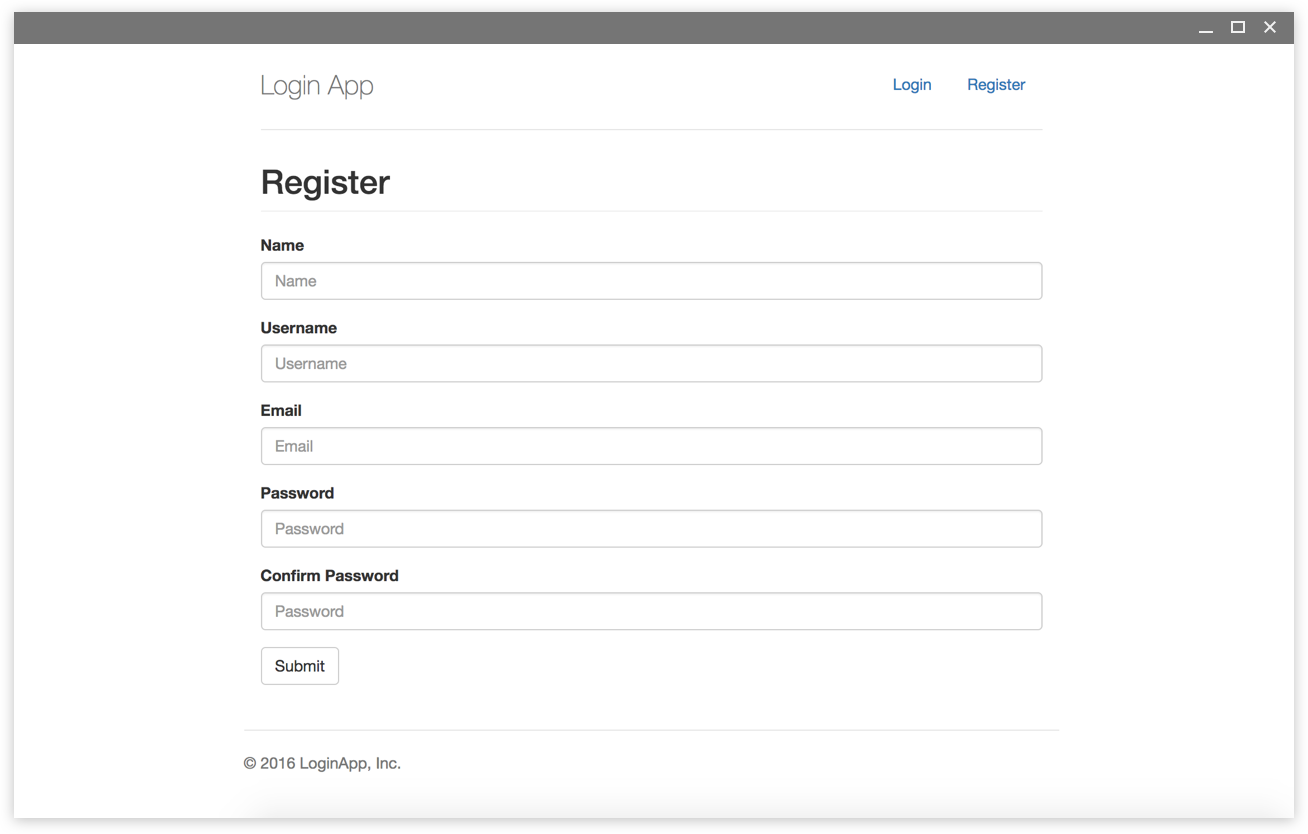 Login App
Login Register
Register
Name
Name
Username
Username
Email
Email
Password
Password
Confirm Password
Password
Submit
© 2016 LoginApp, Inc.